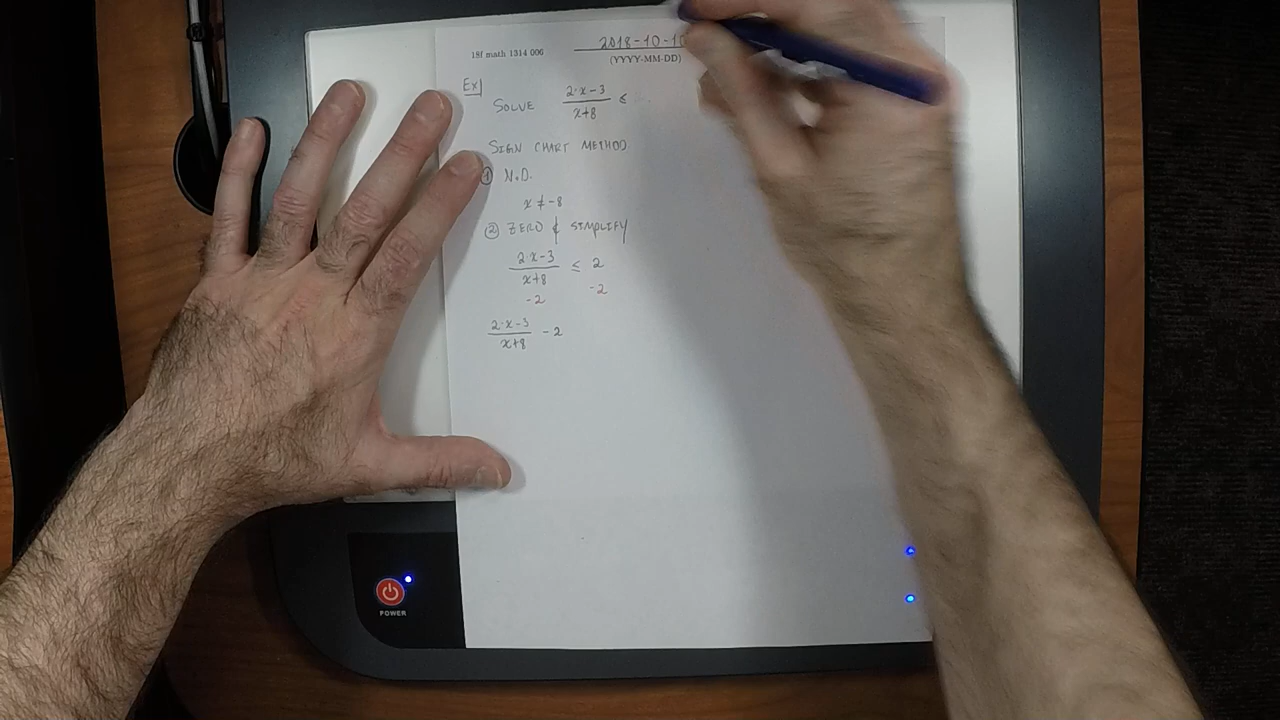 18f math 1314 006
2018-10-10
(YYYY-MM-DD)
Ex
SOLVE (2·x-3)/(x+8) ≤
SIGN CHART METHOD
① N.D.
x ≠ -8
② ZERO & SIMPLIFY
(2·x-3)/(x+8) ≤ 2
-2 -2
(2·x-3)/(x+8) -2
POWER